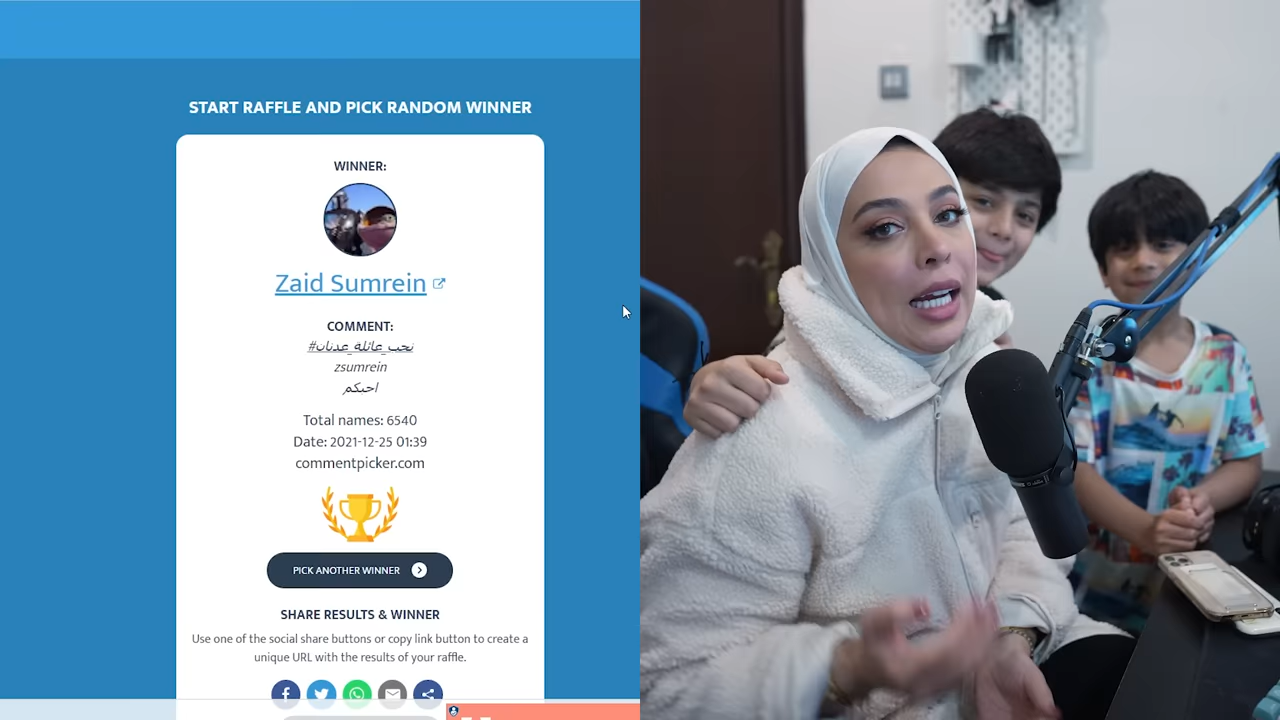 START RAFFLE AND PICK RANDOM WINNER
WINNER:
Zaid Sumrein
COMMENT:
#نحب_عائلة_عدنان
zsumrein
احبكم
Total names: 6540
Date: 2021-12-25 01:39
commentpicker.com
PICK ANOTHER WINNER
SHARE RESULTS & WINNER
Use one of the social share buttons or copy link button to create a
unique URL with the results of your raffle.